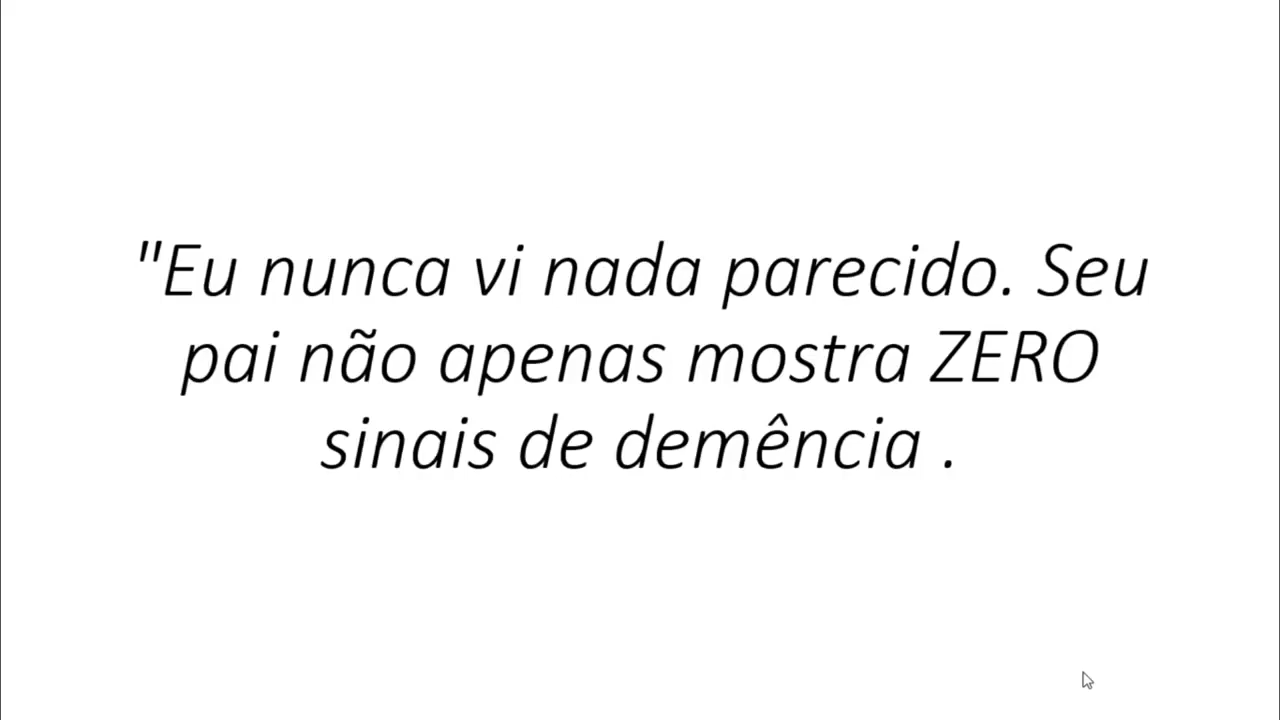 "Eu nunca vi nada parecido. Seu
pai não apenas mostra ZERO
sinais de demência .